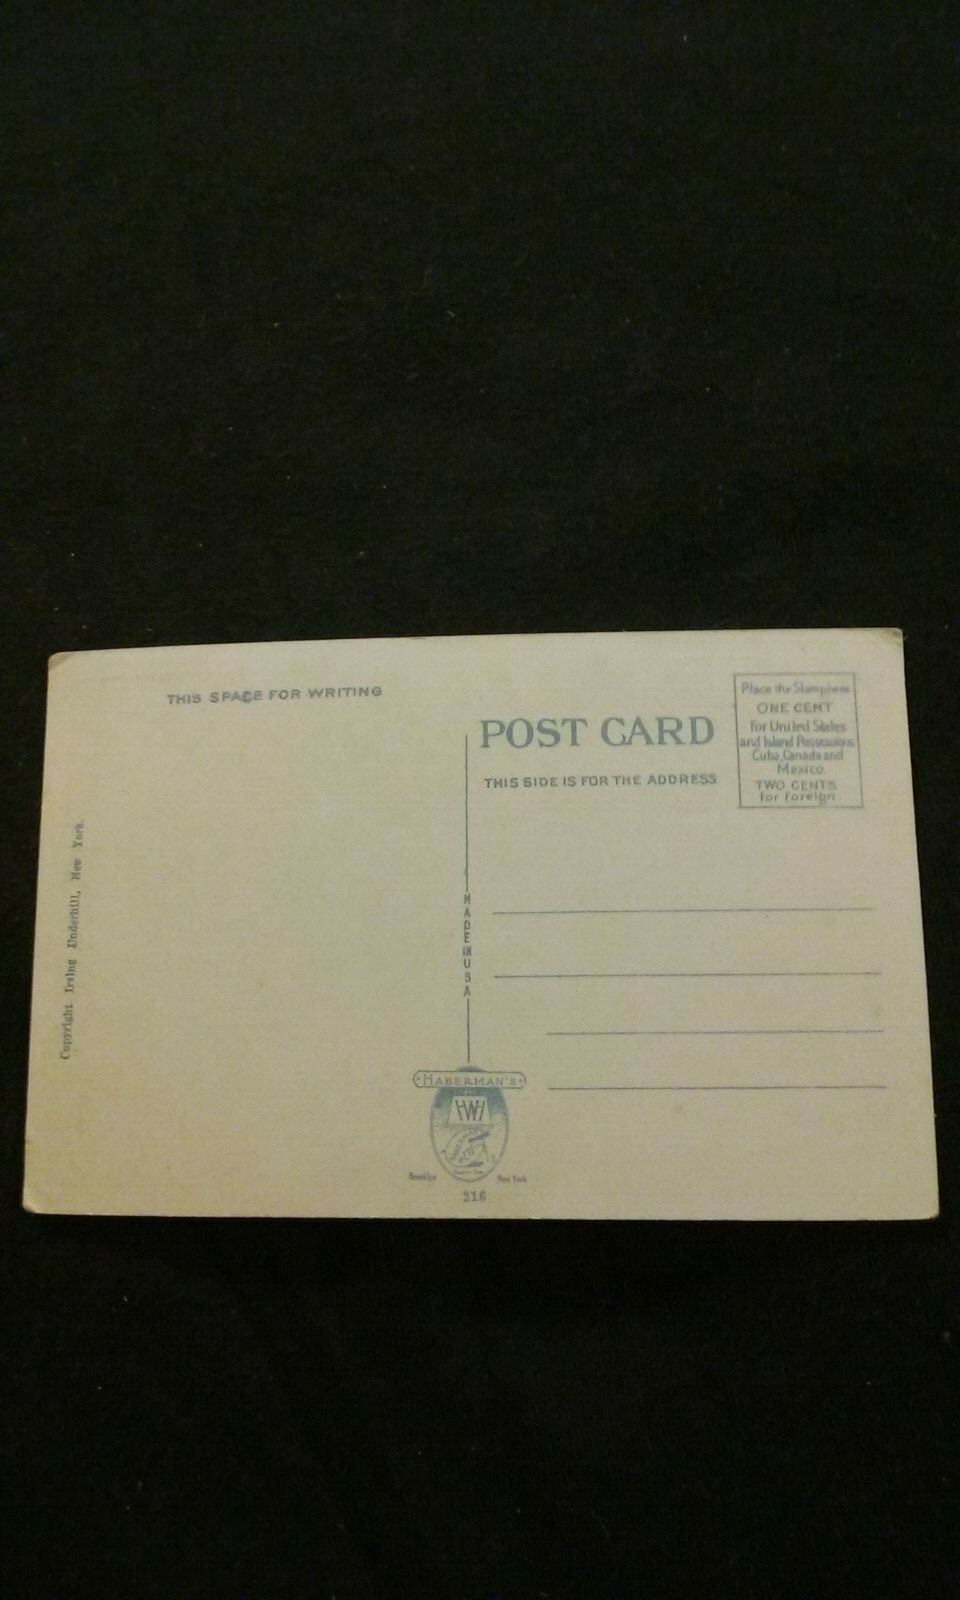 THIS SPACE FOR WRITING
POST CARD
THIS SIDE IS FOR THE ADDRESS
Place the Stamp here
ONE CENT
for United States
and Island Possessions
Cuba, Canada and
Mexico.
TWO CENTS
for Foreign
Copyright Irving Underhill, New York.
MADE IN USA
HABERMAN'S
HWH
Brooklyn New York
216